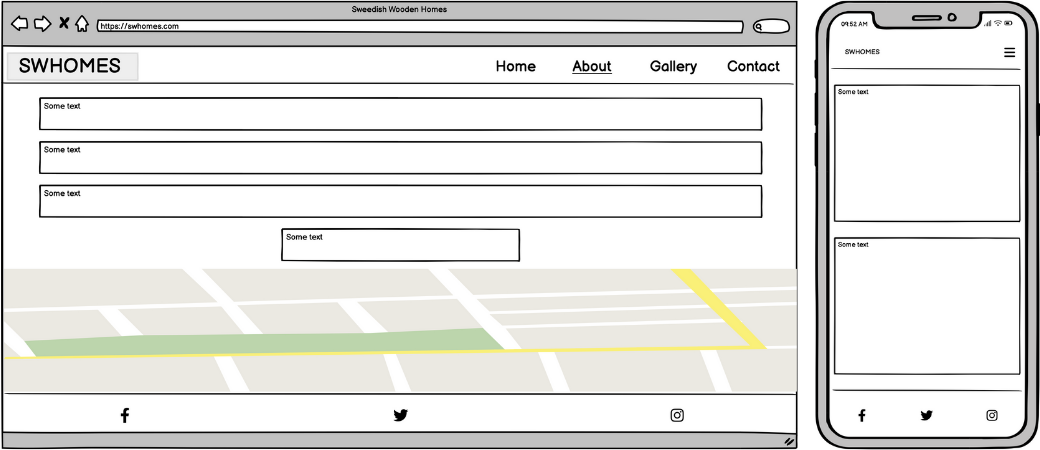 Sweedish Wooden Homes
https://swhomes.com
SWHOMES
Home About Gallery Contact
Some text
Some text
Some text
Some text
09:52 AM
SWHOMES
Some text
Some text